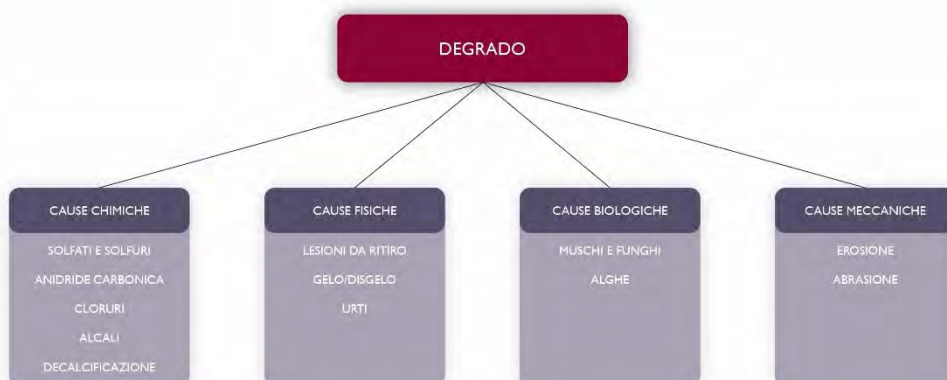 DEGRADO
CAUSE CHIMICHE
SOLFATI E SOLFURI
ANIDRIDE CARBONICA
CLORURI
ALCALI
DECALCIFICAZIONE
CAUSE FISICHE
LESIONI DA RITIRO
GELO/DISGELO
URTI
CAUSE BIOLOGICHE
MUSCHI E FUNGHI
ALGHE
CAUSE MECCANICHE
EROSIONE
ABRASIONE